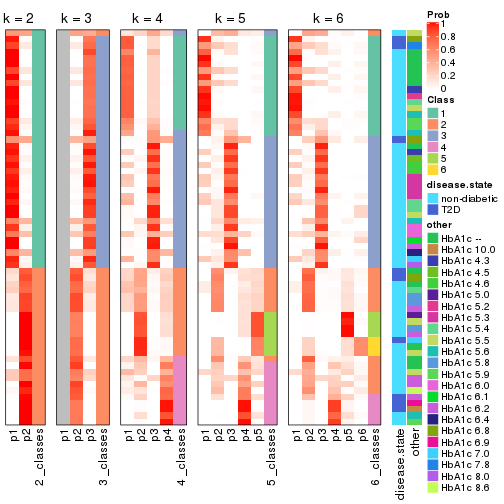 k = 2 k = 3 k = 4 k = 5 k = 6
Prob
1
0.8
0.6
0.4
0.2
0
Class
1
2
3
4
5
6
disease.state
non-diabetic
T2D
other
HbA1c --
HbA1c 10.0
HbA1c 4.3
HbA1c 4.5
HbA1c 4.6
HbA1c 5.0
HbA1c 5.2
HbA1c 5.3
HbA1c 5.4
HbA1c 5.5
HbA1c 5.6
HbA1c 5.8
HbA1c 5.9
HbA1c 6.0
HbA1c 6.1
HbA1c 6.2
HbA1c 6.4
HbA1c 6.8
HbA1c 6.9
HbA1c 7.0
HbA1c 7.8
HbA1c 8.0
HbA1c 8.6
p1 p2 2_classes
p1 p2 p3 3_classes
p1 p2 p3 p4 4_classes
p1 p2 p3 p4 p5 5_classes
p1 p2 p3 p4 p5 p6 6_classes
disease.state
other